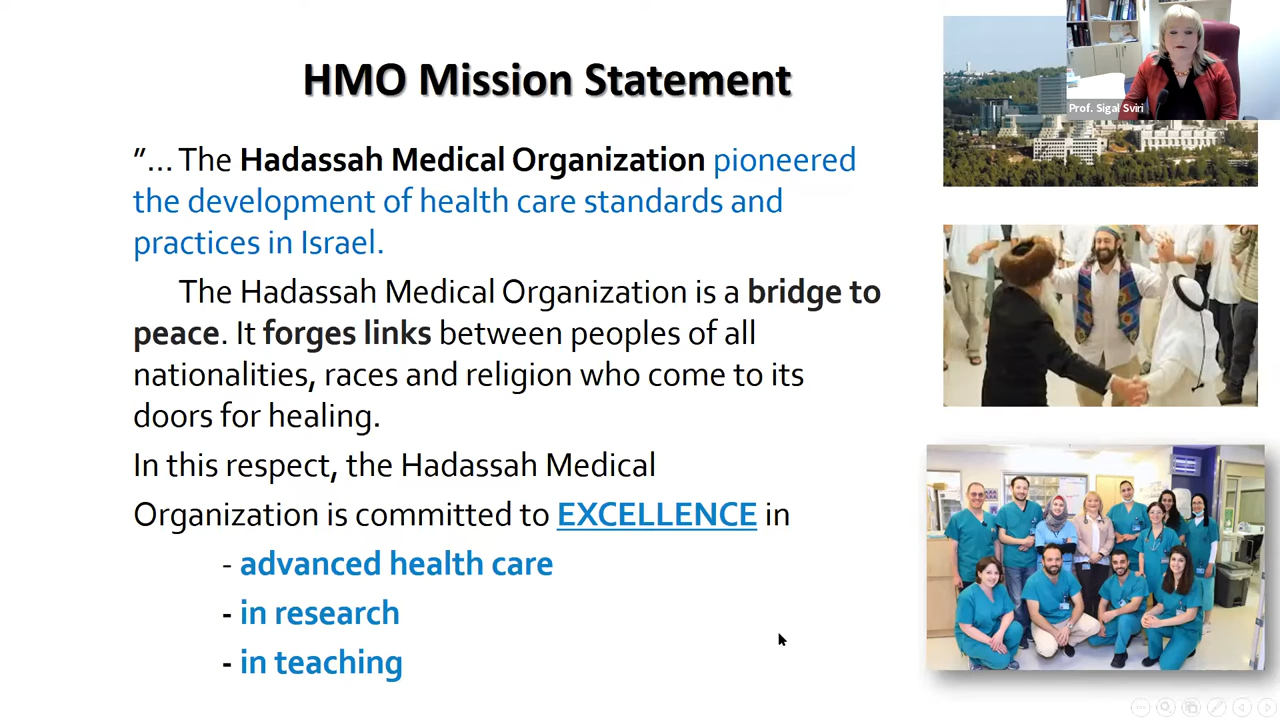 HMO Mission Statement
Prof. Sigal Sviri
”... The Hadassah Medical Organization pioneered
the development of health care standards and
practices in Israel.
The Hadassah Medical Organization is a bridge to
peace. It forges links between peoples of all
nationalities, races and religion who come to its
doors for healing.
In this respect, the Hadassah Medical
Organization is committed to EXCELLENCE in
- advanced health care
- in research
- in teaching